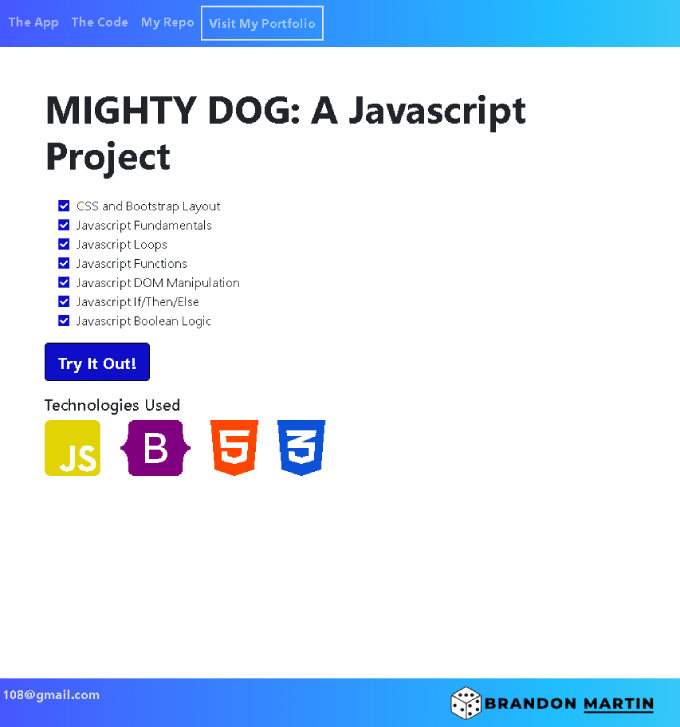 The App The Code My Repo Visit My Portfolio
MIGHTY DOG: A Javascript
Project
CSS and Bootstrap Layout
Javascript Fundamentals
Javascript Loops
Javascript Functions
Javascript DOM Manipulation
Javascript If/Then/Else
Javascript Boolean Logic
Try It Out!
Technologies Used
JS B 5 3
108@gmail.com
BRANDON MARTIN